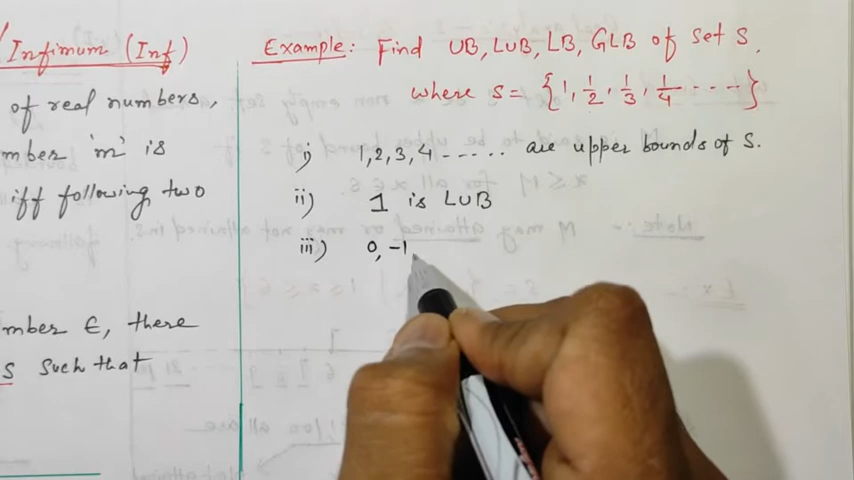 /Infimum (Inf)
of real numbers,
mber 'm' is
iff following two
mber ε, there
s such that
Example: Find UB, LUB, LB, GLB of set S,
where s = {1, 1/2, 1/3, 1/4 - - - -}
i) 1, 2, 3, 4 ----- are upper bounds of S.
ii) 1 is LUB
iii) 0, -1